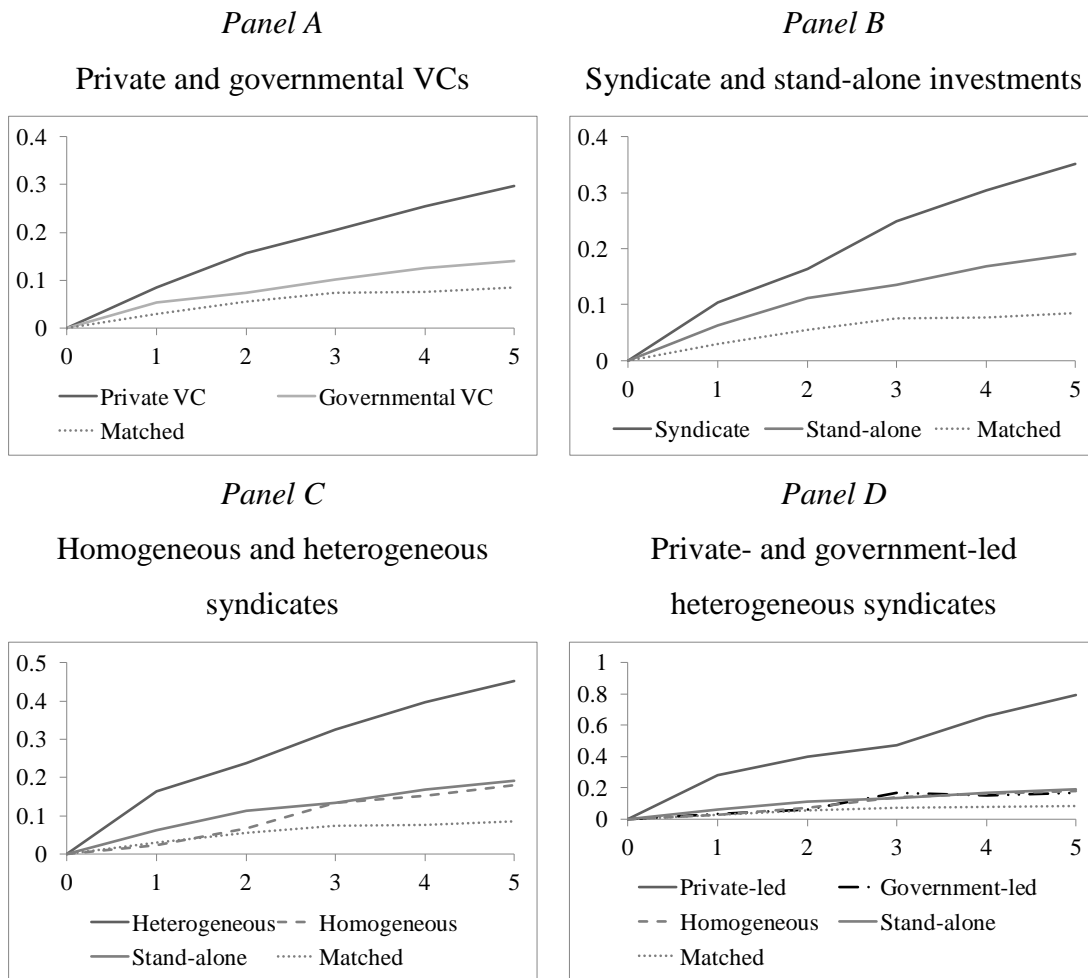 Panel A
Private and governmental VCs
0.4
0.3
0.2
0.1
0
0 1 2 3 4 5
Private VC Governmental VC
Matched
Panel B
Syndicate and stand-alone investments
0.4
0.3
0.2
0.1
0
0 1 2 3 4 5
Syndicate Stand-alone Matched
Panel C
Homogeneous and heterogeneous
syndicates
0.5
0.4
0.3
0.2
0.1
0
0 1 2 3 4 5
Heterogeneous Homogeneous
Stand-alone Matched
Panel D
Private- and government-led
heterogeneous syndicates
1
0.8
0.6
0.4
0.2
0
0 1 2 3 4 5
Private-led Government-led
Homogeneous Stand-alone
Matched